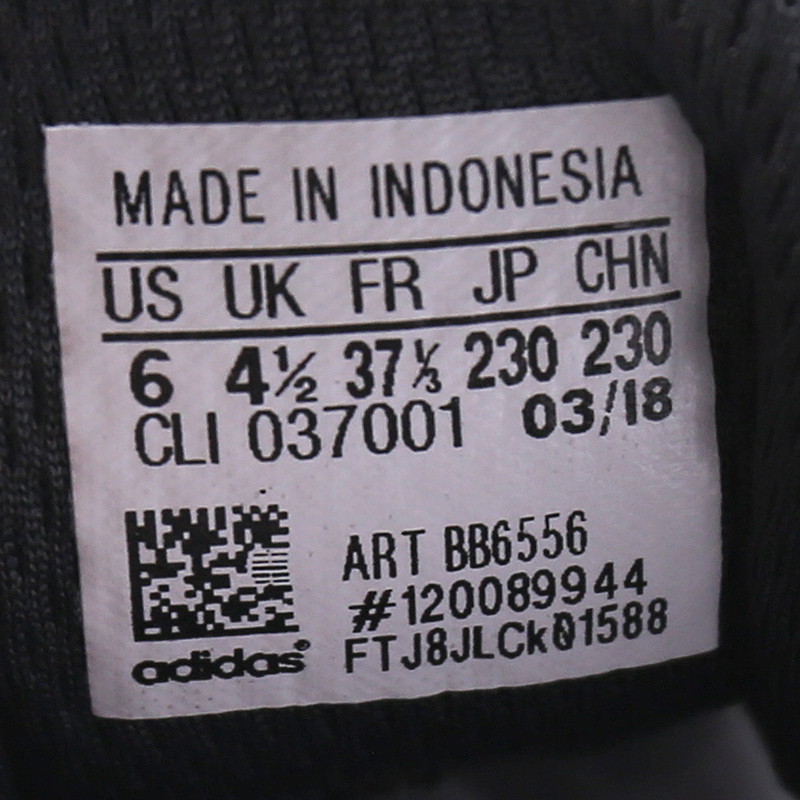 MADE IN INDONESIA
US UK FR JP CHN
6 4½ 37⅓ 230 230
CLI 037001 03/18
ART BB6556
#120089944
FTJ8JLCk01588
adidas®